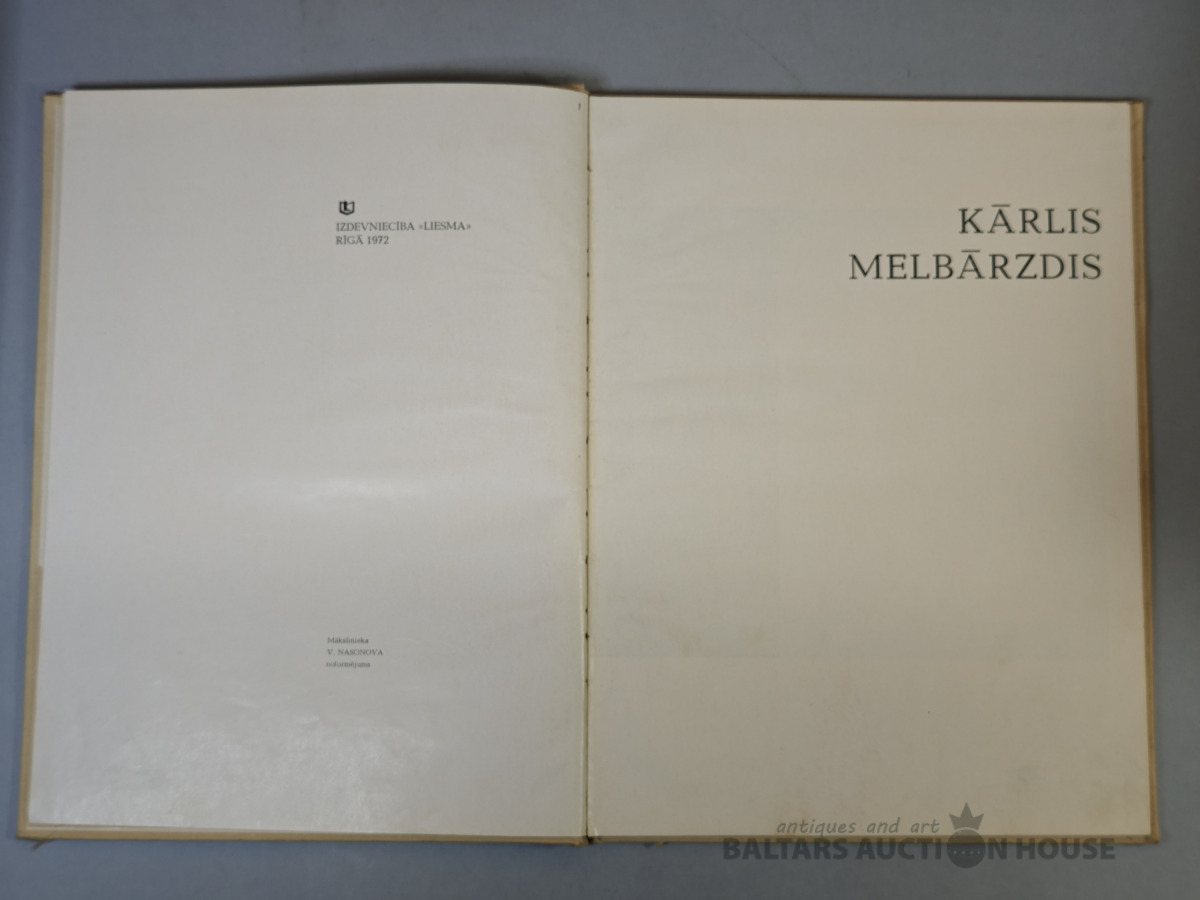 IZDEVNIECĪBA «LIESMA»
RĪGĀ 1972
Mākslinieka
V. NASONOVA
noformējums
KĀRLIS
MELBĀRZDIS
antiques and art
BALTARS AUCTION HOUSE